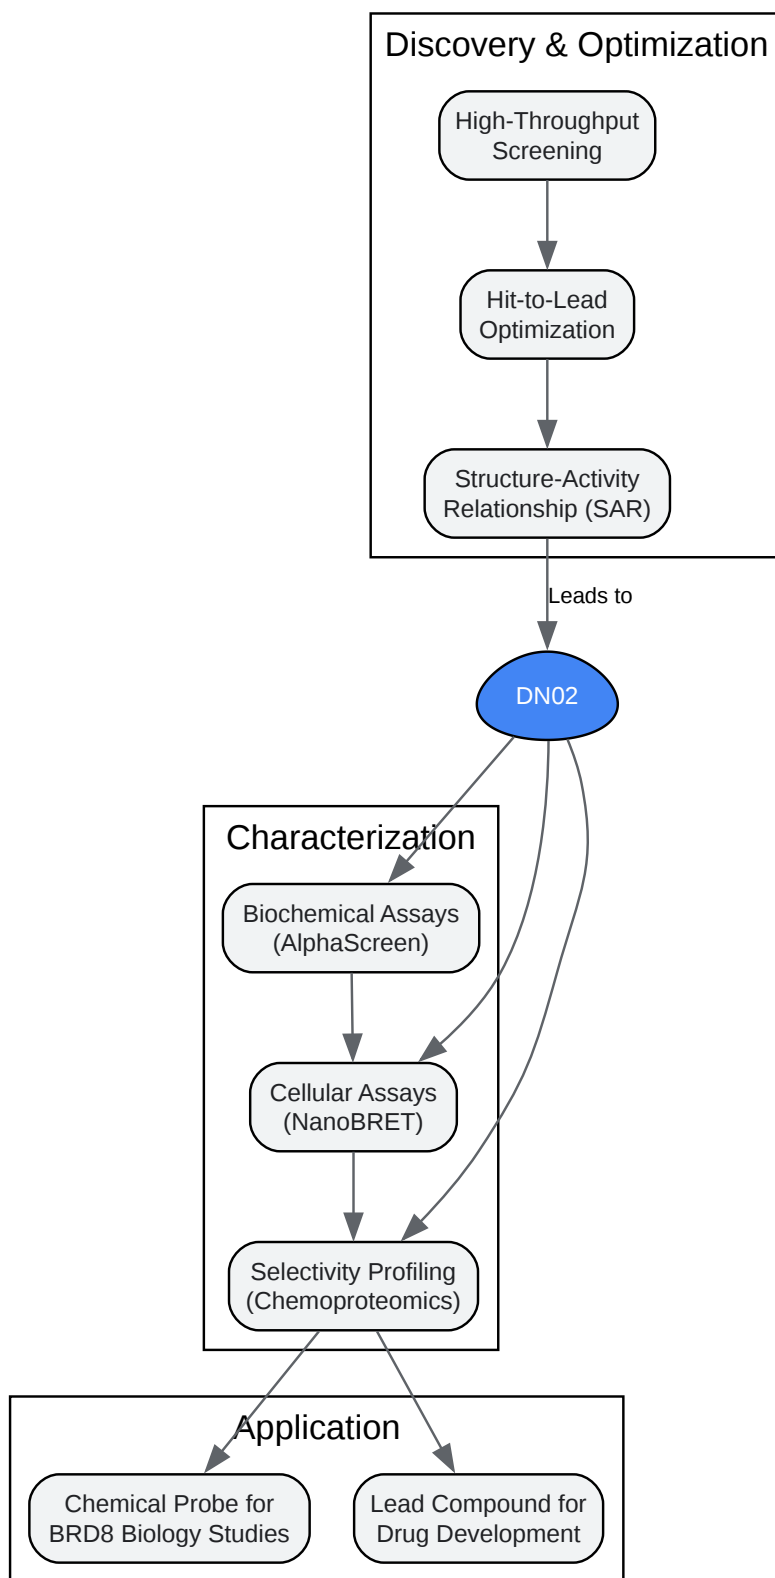 Discovery & Optimization
High-Throughput
Screening
Hit-to-Lead
Optimization
Structure-Activity
Relationship (SAR)
Leads to
DN02
Characterization
Biochemical Assays
(AlphaScreen)
Cellular Assays
(NanoBRET)
Selectivity Profiling
(Chemoproteomics)
Application
Chemical Probe for
BRD8 Biology Studies
Lead Compound for
Drug Development